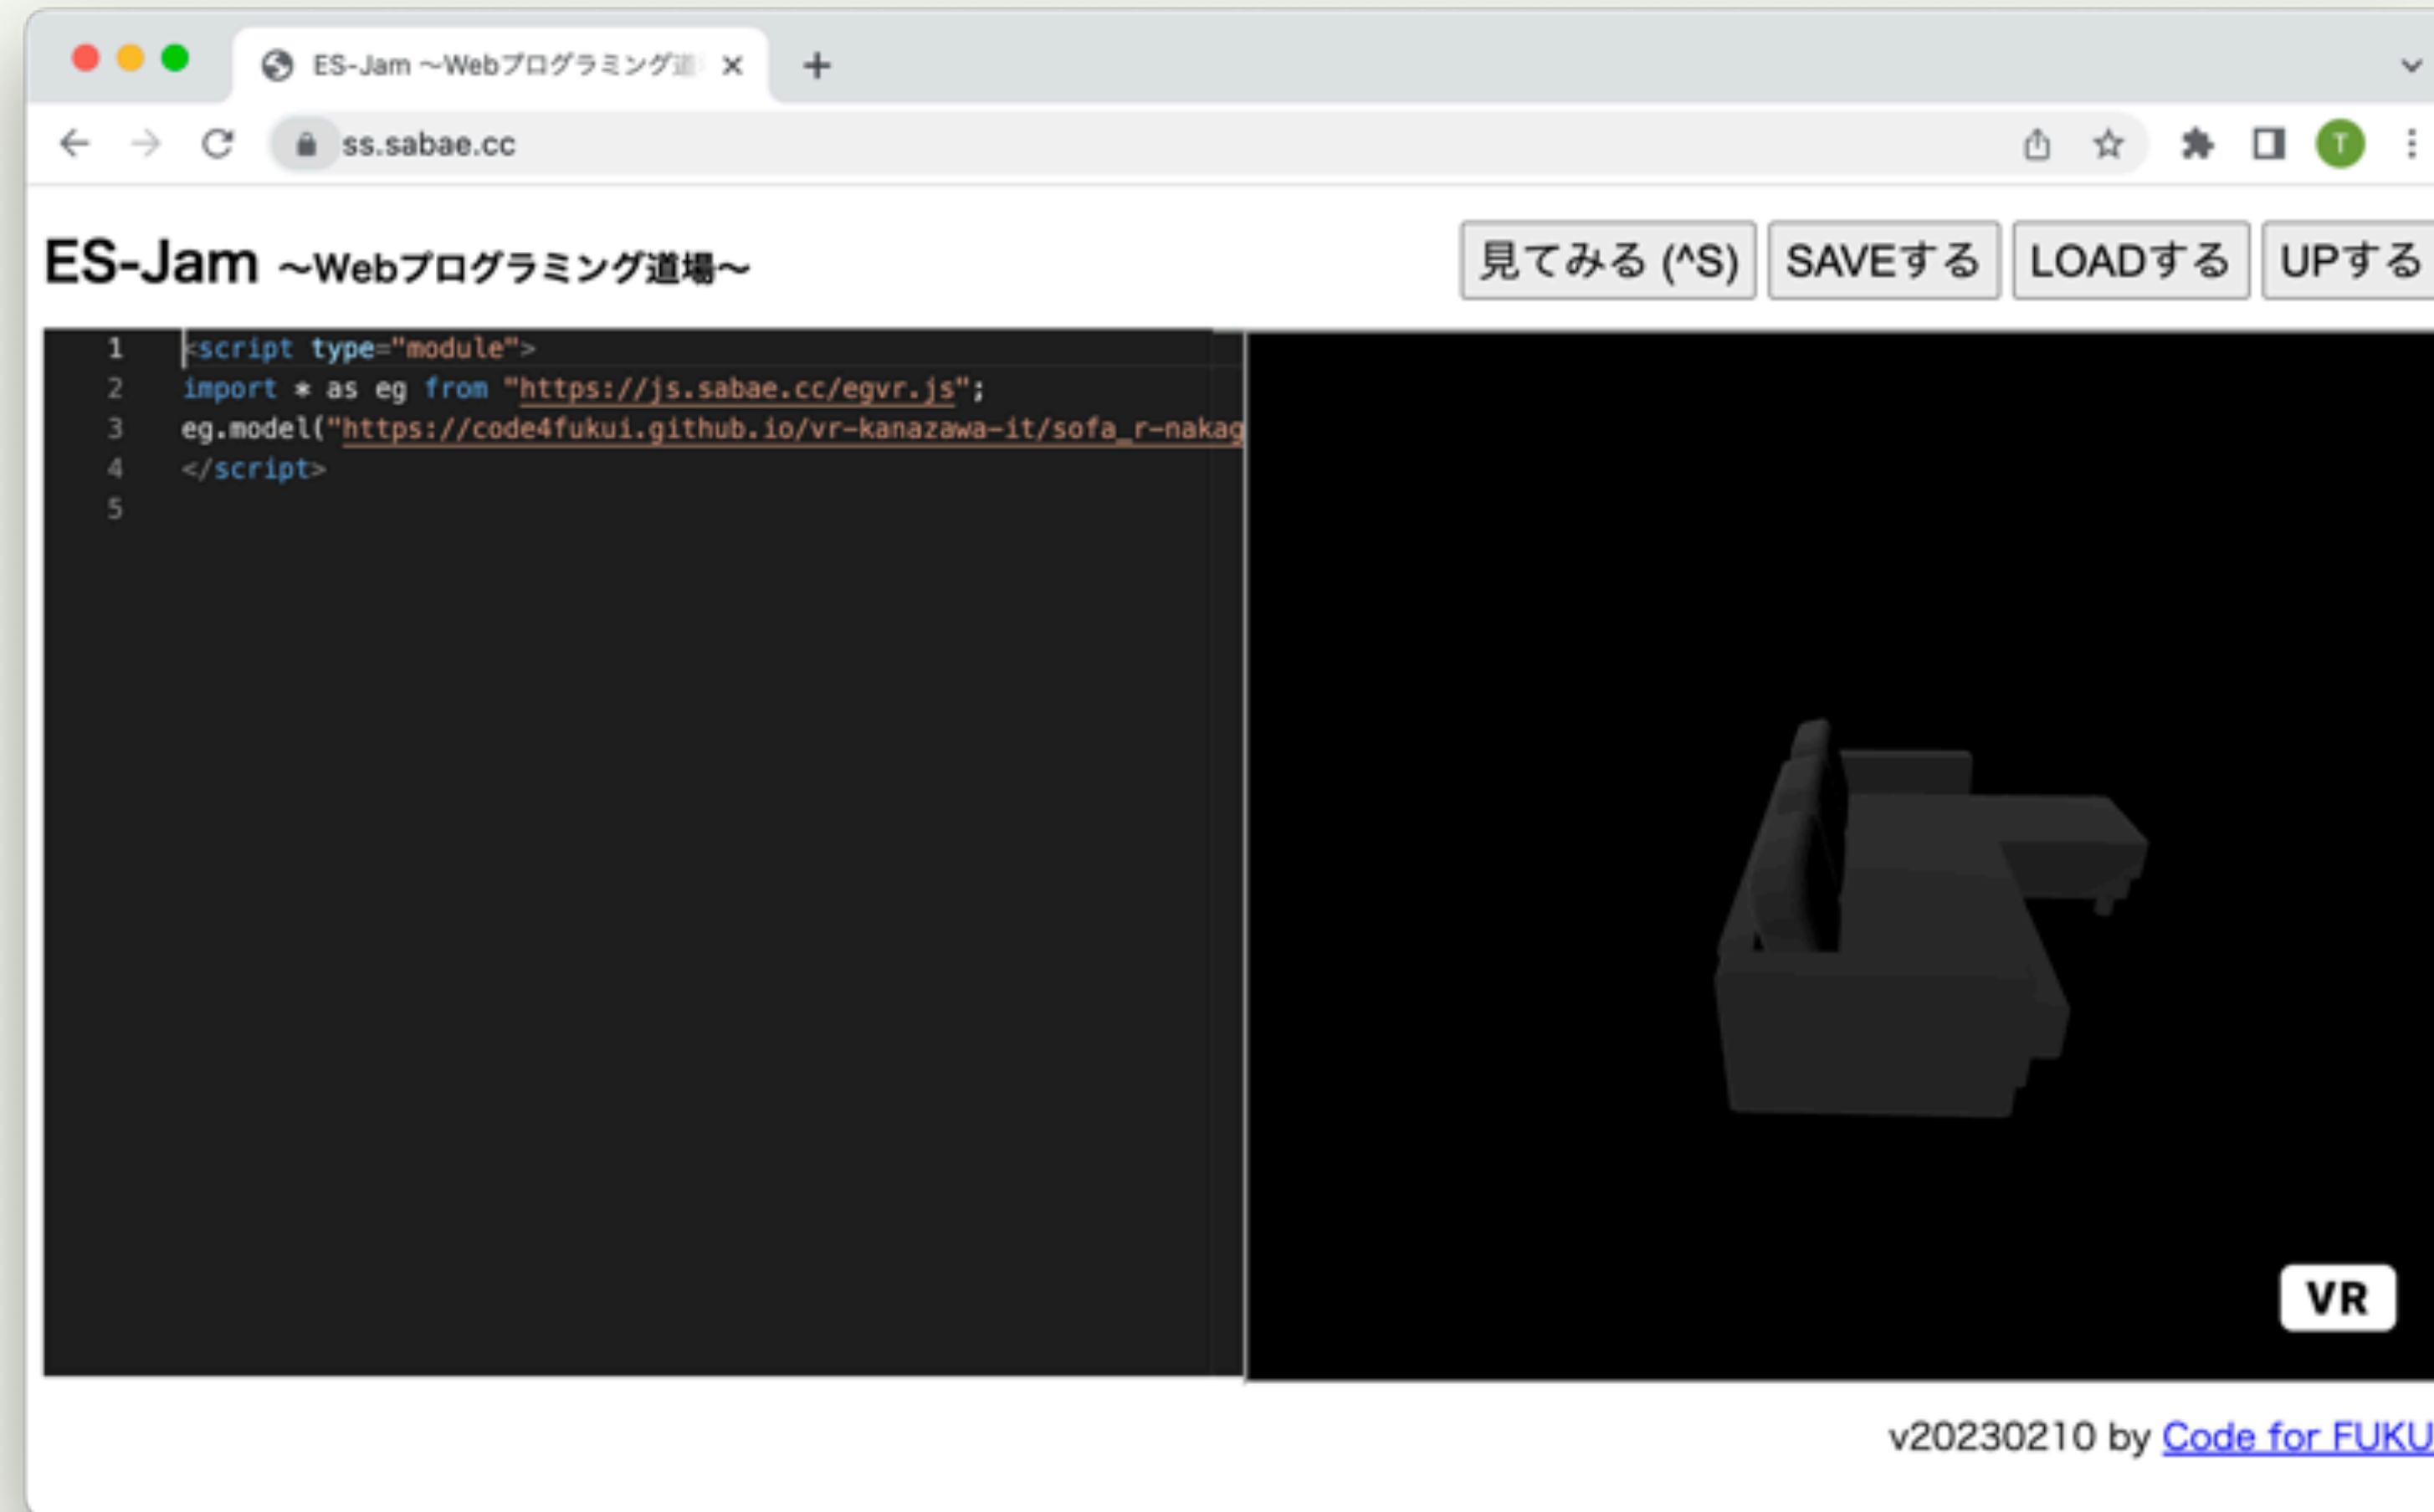 ES-Jam ～Webプログラミング道
ss.sabae.cc
T
ES-Jam ～Webプログラミング道場～
見てみる (^S) SAVEする LOADする UPする
1 <script type="module">
2 import * as eg from "https://js.sabae.cc/egvr.js";
3 eg.model("https://code4fukui.github.io/vr-kanazawa-it/sofa_r-nakag
4 </script>
5
VR
v20230210 by Code for FUKU